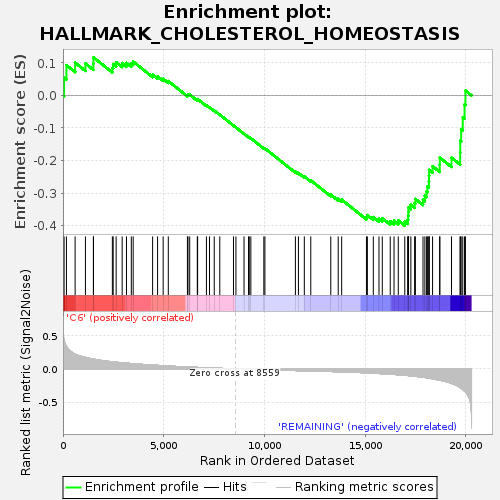 Enrichment plot:
HALLMARK_CHOLESTEROL_HOMEOSTASIS
Enrichment score (ES)
0.1
0.0
-0.1
-0.2
-0.3
-0.4
'C6' (positively correlated)
Ranked list metric (Signal2Noise)
0.5
0.0
-0.5
Zero cross at 8559
'REMAINING' (negatively correlated)
0
5,000
10,000
15,000
20,000
Rank in Ordered Dataset
Enrichment profile
Hits
Ranking metric scores